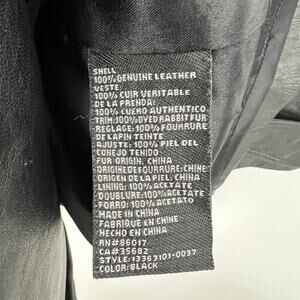 SHELL
100% GENUINE LEATHER
VESTE:
100% CUIR VERITABLE
DE LA PRENDA:
100% CUERO AUTHENTICO
TRIM:100%DYED RABBIT FUR
REGLAGE: 100% FOURRURE
DE LAPIN TEINTE
AJUSTE: 100% PIEL DEL
CONEJO TENIDO
FUR ORIGIN: CHINA
ORIGINE DE FOURRURE: CHINE
ORIGEN DE LA PIEL: CHINA
LINING: 100% ACETATE
DOUBLURE: 100% ACETATE
FORRO: 100% ACETATO
MADE IN CHINA
FABRIQUE EN CHINE
HECHO EN CHINA
RN#86017
CA#35682
STYLE: 13363101-0037
COLOR: BLACK